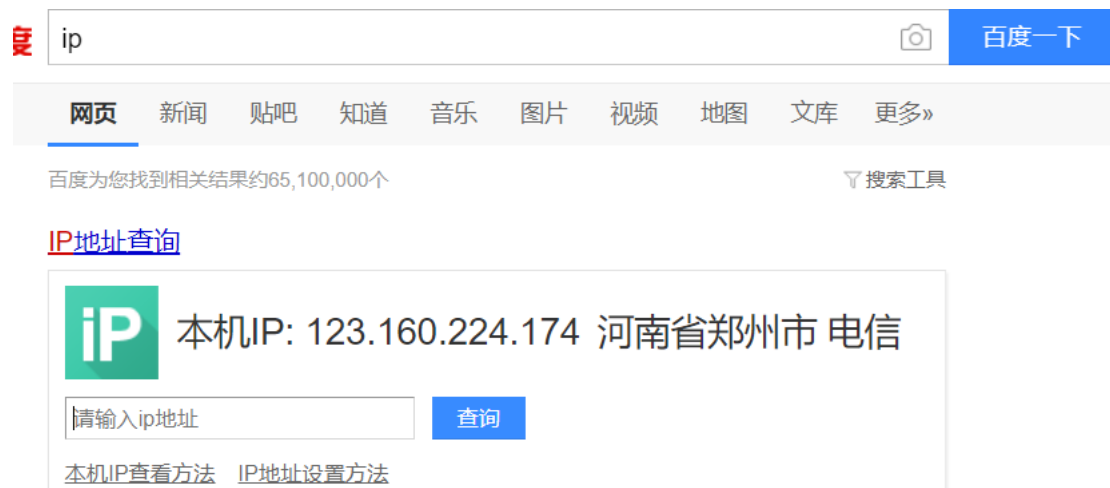 度 ip 百度一下
网页 新闻 贴吧 知道 音乐 图片 视频 地图 文库 更多»
百度为您找到相关结果约65,100,000个 搜索工具
IP地址查询
iP 本机IP: 123.160.224.174 河南省郑州市 电信
请输入ip地址 查询
本机IP查看方法 IP地址设置方法